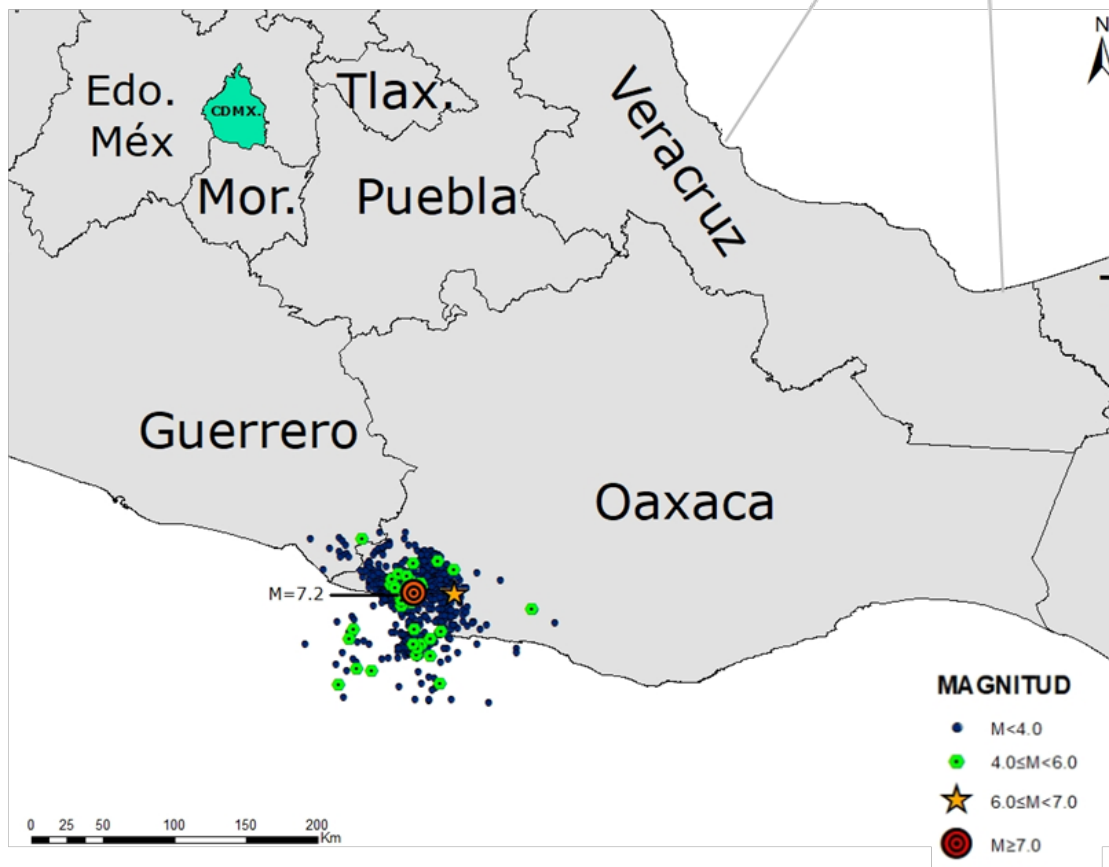 N
Edo.
Méx
CDMX.
Tlax.
Mor.
Puebla
Veracruz
Guerrero
Oaxaca
M=7.2
MAGNITUD
M<4.0
4.0≤M<6.0
6.0≤M<7.0
M≥7.0
0 25 50 100 150 200
Km